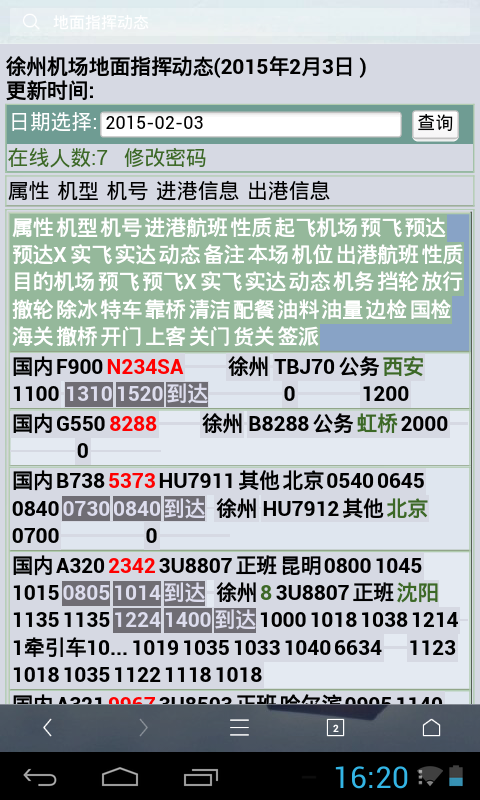 地面指挥动态
徐州机场地面指挥动态(2015年2月3日 )
更新时间:
日期选择: 2015-02-03 查询
在线人数:7 修改密码
属性 机型 机号 进港信息 出港信息
属性 机型 机号 进港航班 性质 起飞机场 预飞 预达
预达X 实飞 实达 动态 备注 本场 机位 出港航班 性质
目的机场 预飞 预飞X 实飞 实达 动态 机务 挡轮 放行
撤轮 除冰 特车 靠桥 清洁 配餐 油料 油量 边检 国检
海关 撤桥 开门 上客 关门 货关 签派
国内 F900 N234SA 徐州 TBJ70 公务 西安
1100 1310 1520 到达 0 1200
国内 G550 8288 徐州 B8288 公务 虹桥 2000
0
国内 B738 5373 HU7911 其他 北京 0540 0645
0840 0730 0840 到达 徐州 HU7912 其他 北京
0700 0
国内 A320 2342 3U8807 正班 昆明 0800 1045
1015 0805 1014 到达 徐州 8 3U8807 正班 沈阳
1135 1135 1224 1400 到达 1000 1018 1038 1214
1牵引车10... 1019 1035 1033 1040 6634 1123
1018 1035 1122 1118 1018
国内 A321 9967 3U8503 正班 哈尔滨 0905 1140
2
16:20